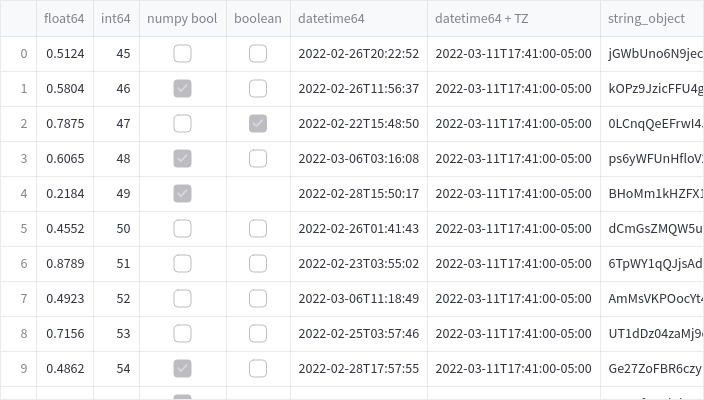 float64 int64 numpy bool boolean datetime64 datetime64 + TZ string_object
0 0.5124 45 2022-02-26T20:22:52 2022-03-11T17:41:00-05:00 jGWbUno6N9jec
1 0.5804 46 2022-02-26T11:56:37 2022-03-11T17:41:00-05:00 kOPz9JzicFFU4g
2 0.7875 47 2022-02-22T15:48:50 2022-03-11T17:41:00-05:00 0LCnqQeEFrwI4J
3 0.6065 48 2022-03-06T03:16:08 2022-03-11T17:41:00-05:00 ps6yWFUnHfloV
4 0.2184 49 2022-02-28T15:50:17 2022-03-11T17:41:00-05:00 BHoMm1kHZFX1
5 0.4552 50 2022-02-26T01:41:43 2022-03-11T17:41:00-05:00 dCmGsZMQW5u
6 0.8789 51 2022-02-23T03:55:02 2022-03-11T17:41:00-05:00 6TpWY1qQJjsAd
7 0.4923 52 2022-03-06T11:18:49 2022-03-11T17:41:00-05:00 AmMsVKPOocYt4
8 0.7156 53 2022-02-25T03:57:46 2022-03-11T17:41:00-05:00 UT1dDz04zaMj9
9 0.4862 54 2022-02-28T17:57:55 2022-03-11T17:41:00-05:00 Ge27ZoFBR6czy